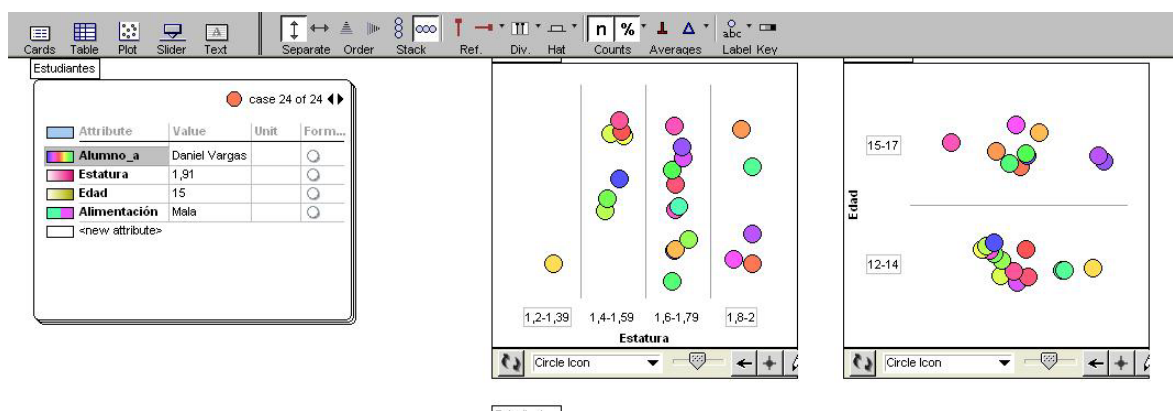 Cards Table Plot Slider Text Separate Order Stack Ref. Div. Hat Counts Averages Label Key
n % abc
Estudiantes
case 24 of 24
Attribute Value Unit Form...
Alumno_a Daniel Vargas
Estatura 1,91
Edad 15
Alimentación Mala
<new attribute>
1,2-1,39 1,4-1,59 1,6-1,79 1,8-2
Estatura
Circle Icon
15-17
Edad
12-14
Circle Icon